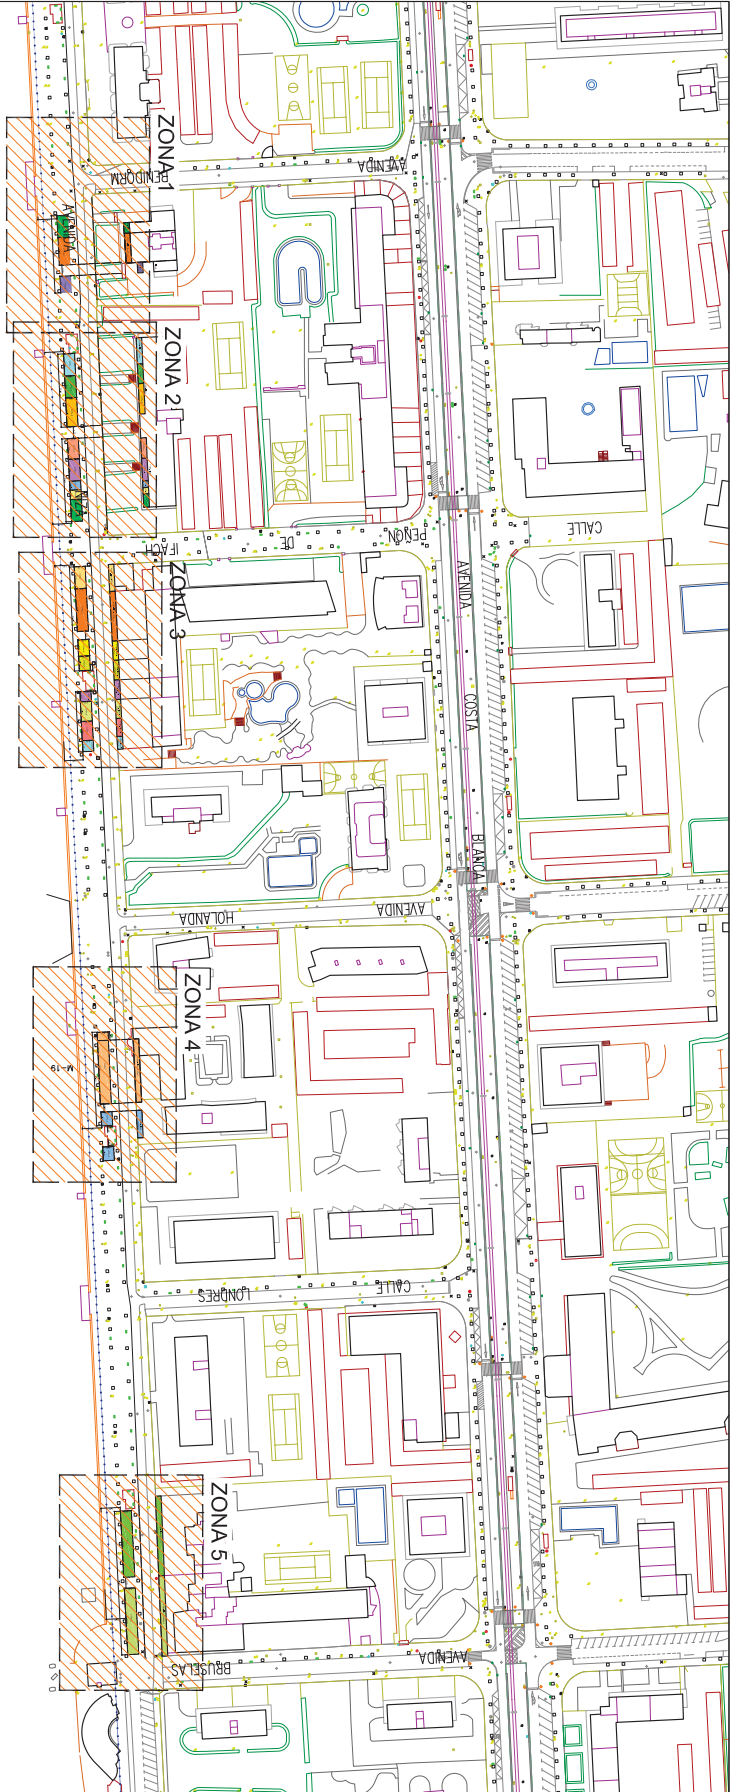 ZONA 1
AVENIDA
BENIDORM
AVENIDA
ZONA 2
CALLE
PEÑON
DE
IFACH
ZONA 3
AVENIDA
COSTA
BLANCA
AVENIDA
HOLANDA
ZONA 4
M-19
CALLE
LONDRES
ZONA 5
AVENIDA
BRUSELAS